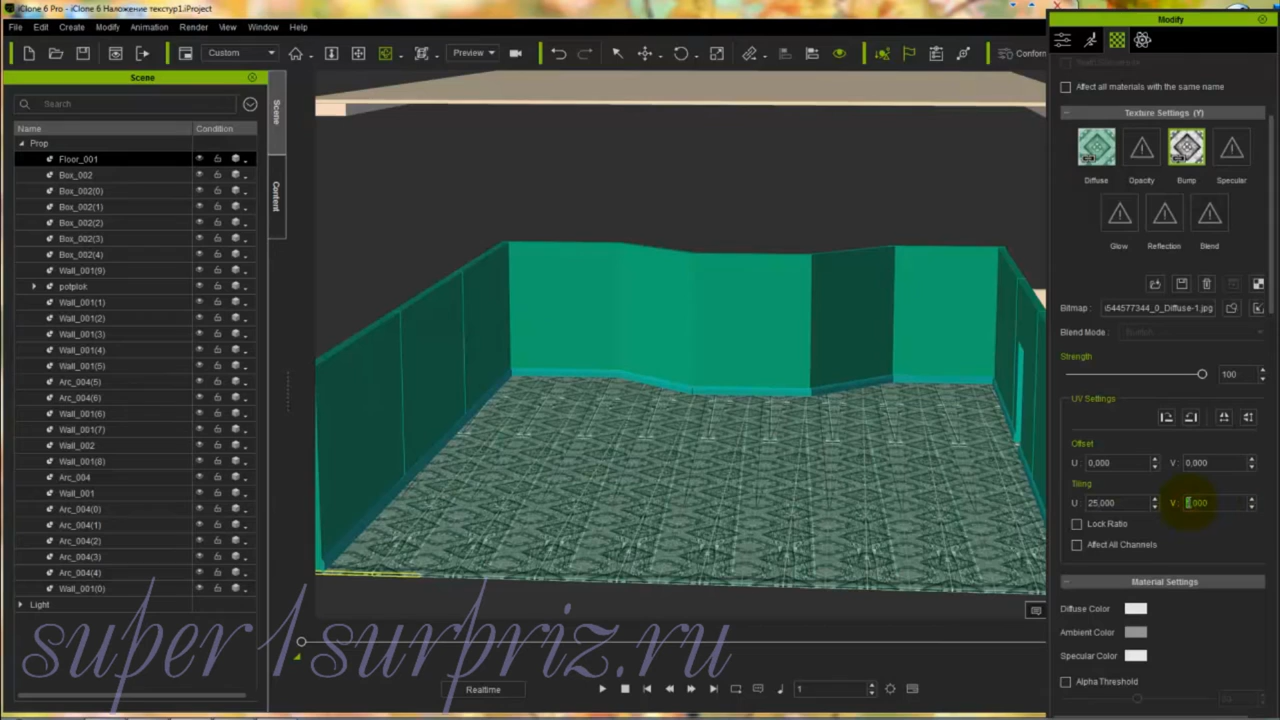 iClone 6 Pro - iClone 6 Наложение текстур1.iProject
File Edit Create Modify Animation Render View Window Help
Modify
Custom
Preview
Conform
Scene
Search
Name Condition
Prop
Floor_001
Box_002
Box_002(0)
Box_002(1)
Box_002(2)
Box_002(3)
Box_002(4)
Wall_001(9)
potplok
Wall_001(1)
Wall_001(2)
Wall_001(3)
Wall_001(4)
Wall_001(5)
Arc_004(5)
Arc_004(6)
Wall_001(6)
Wall_001(7)
Wall_002
Wall_001(8)
Arc_004
Wall_001
Arc_004(0)
Arc_004(1)
Arc_004(2)
Arc_004(3)
Arc_004(4)
Wall_001(0)
Light
Scene
Content
super1surpriz.ru
Realtime
1
Affect all materials with the same name
Texture Settings (Y)
Diffuse Opacity Bump Specular
Glow Reflection Blend
Bitmap : i544577344_0_Diffuse-1.jpg
Blend Mode :
Strength
100
UV Settings
Offset
U : 0,000 V : 0,000
Tiling
U : 25,000 V : ,000
Lock Ratio
Affect All Channels
Material Settings
Diffuse Color
Ambient Color
Specular Color
Alpha Threshold